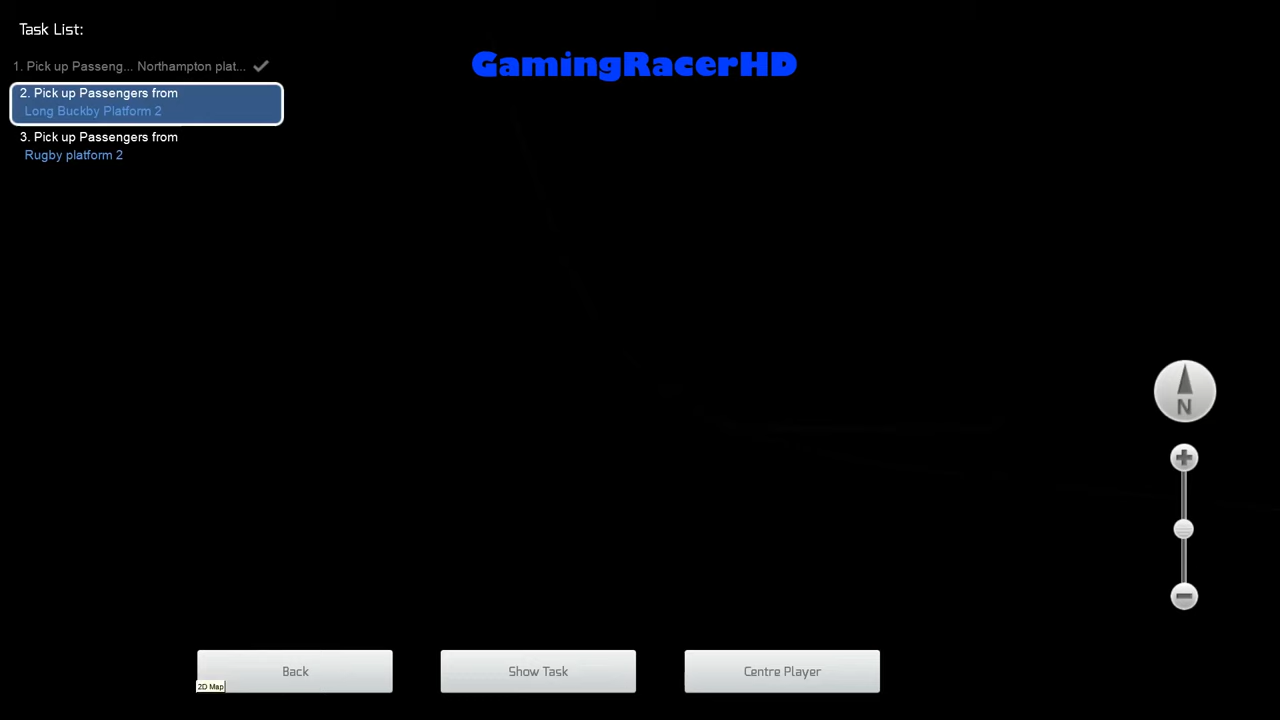 Task List:
GamingRacerHD
1. Pick up Passeng... Northampton plat...
2. Pick up Passengers from
Long Buckby Platform 2
3. Pick up Passengers from
Rugby platform 2
N
Back
Show Task
Centre Player
2D Map